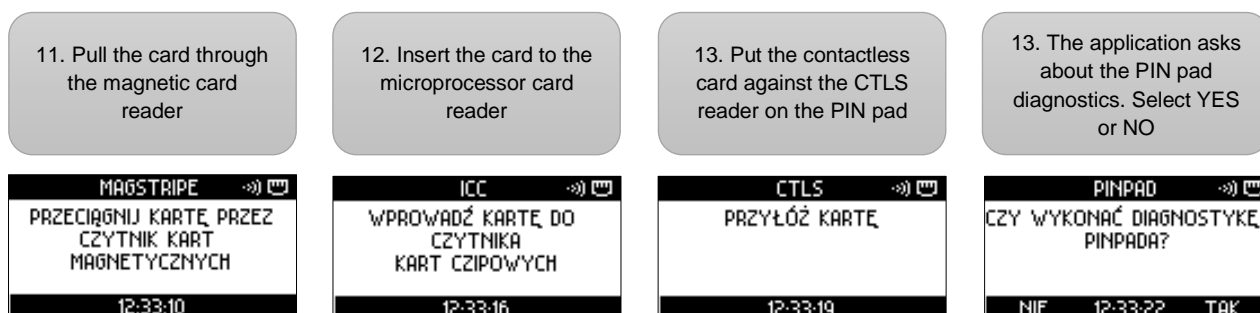 11. Pull the card through
the magnetic card
reader
12. Insert the card to the
microprocessor card
reader
13. Put the contactless
card against the CTLS
reader on the PIN pad
13. The application asks
about the PIN pad
diagnostics. Select YES
or NO
MAGSTRIPE
PRZECIĄGNIJ KARTĘ PRZEZ
CZYTNIK KART
MAGNETYCZNYCH
12:33:10
ICC
WPROWADŹ KARTĘ DO
CZYTNIKA
KART CZIPOWYCH
12:33:16
CTLS
PRZYŁÓŻ KARTĘ
12:33:19
PINPAD
CZY WYKONAĆ DIAGNOSTYKĘ
PINPADA?
NIE 12:33:22 TAK